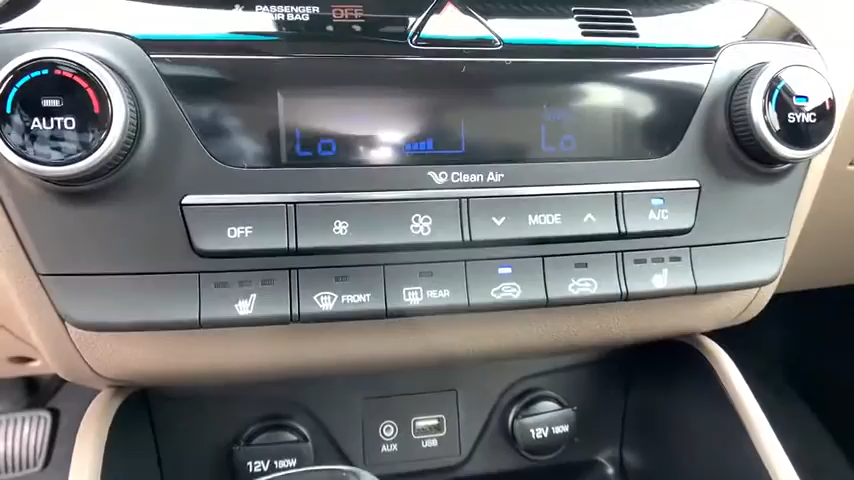 PASSENGER
AIR BAG
OFF
AUTO
Lo
Lo
SYNC
Clean Air
OFF
MODE
A/C
FRONT
REAR
AUX
USB
12V 180W
12V 180W